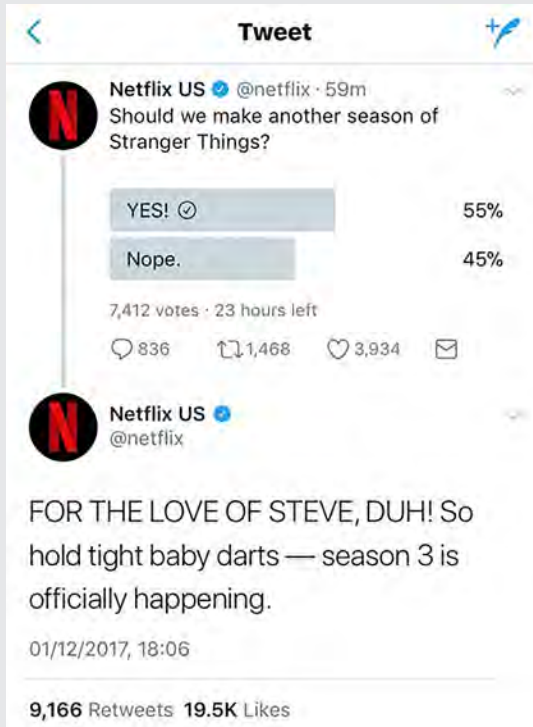 Tweet
Netflix US @netflix · 59m
Should we make another season of
Stranger Things?
YES! 55%
Nope. 45%
7,412 votes · 23 hours left
836 1,468 3,934
Netflix US
@netflix
FOR THE LOVE OF STEVE, DUH! So
hold tight baby darts — season 3 is
officially happening.
01/12/2017, 18:06
9,166 Retweets 19.5K Likes